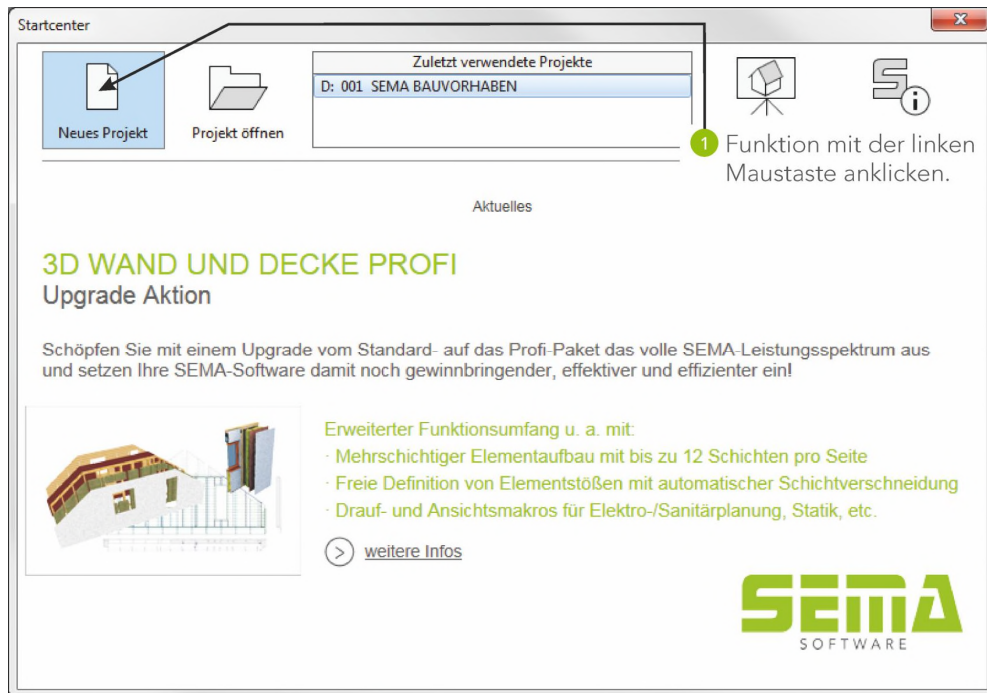 Startcenter
Neues Projekt
Projekt öffnen
Zuletzt verwendete Projekte
D: 001 SEMA BAUVORHABEN
1 Funktion mit der linken
Maustaste anklicken.
Aktuelles
3D WAND UND DECKE PROFI
Upgrade Aktion
Schöpfen Sie mit einem Upgrade vom Standard- auf das Profi-Paket das volle SEMA-Leistungsspektrum aus
und setzen Ihre SEMA-Software damit noch gewinnbringender, effektiver und effizienter ein!
Erweiterter Funktionsumfang u. a. mit:
· Mehrschichtiger Elementaufbau mit bis zu 12 Schichten pro Seite
· Freie Definition von Elementstößen mit automatischer Schichtverschneidung
· Drauf- und Ansichtsmakros für Elektro-/Sanitärplanung, Statik, etc.
weitere Infos
SEMA
SOFTWARE